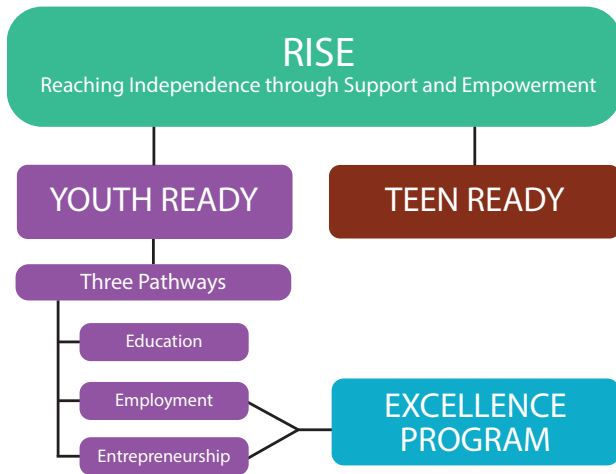 RISE
Reaching Independence through Support and Empowerment
YOUTH READY
TEEN READY
Three Pathways
Education
Employment
Entrepreneurship
EXCELLENCE
PROGRAM